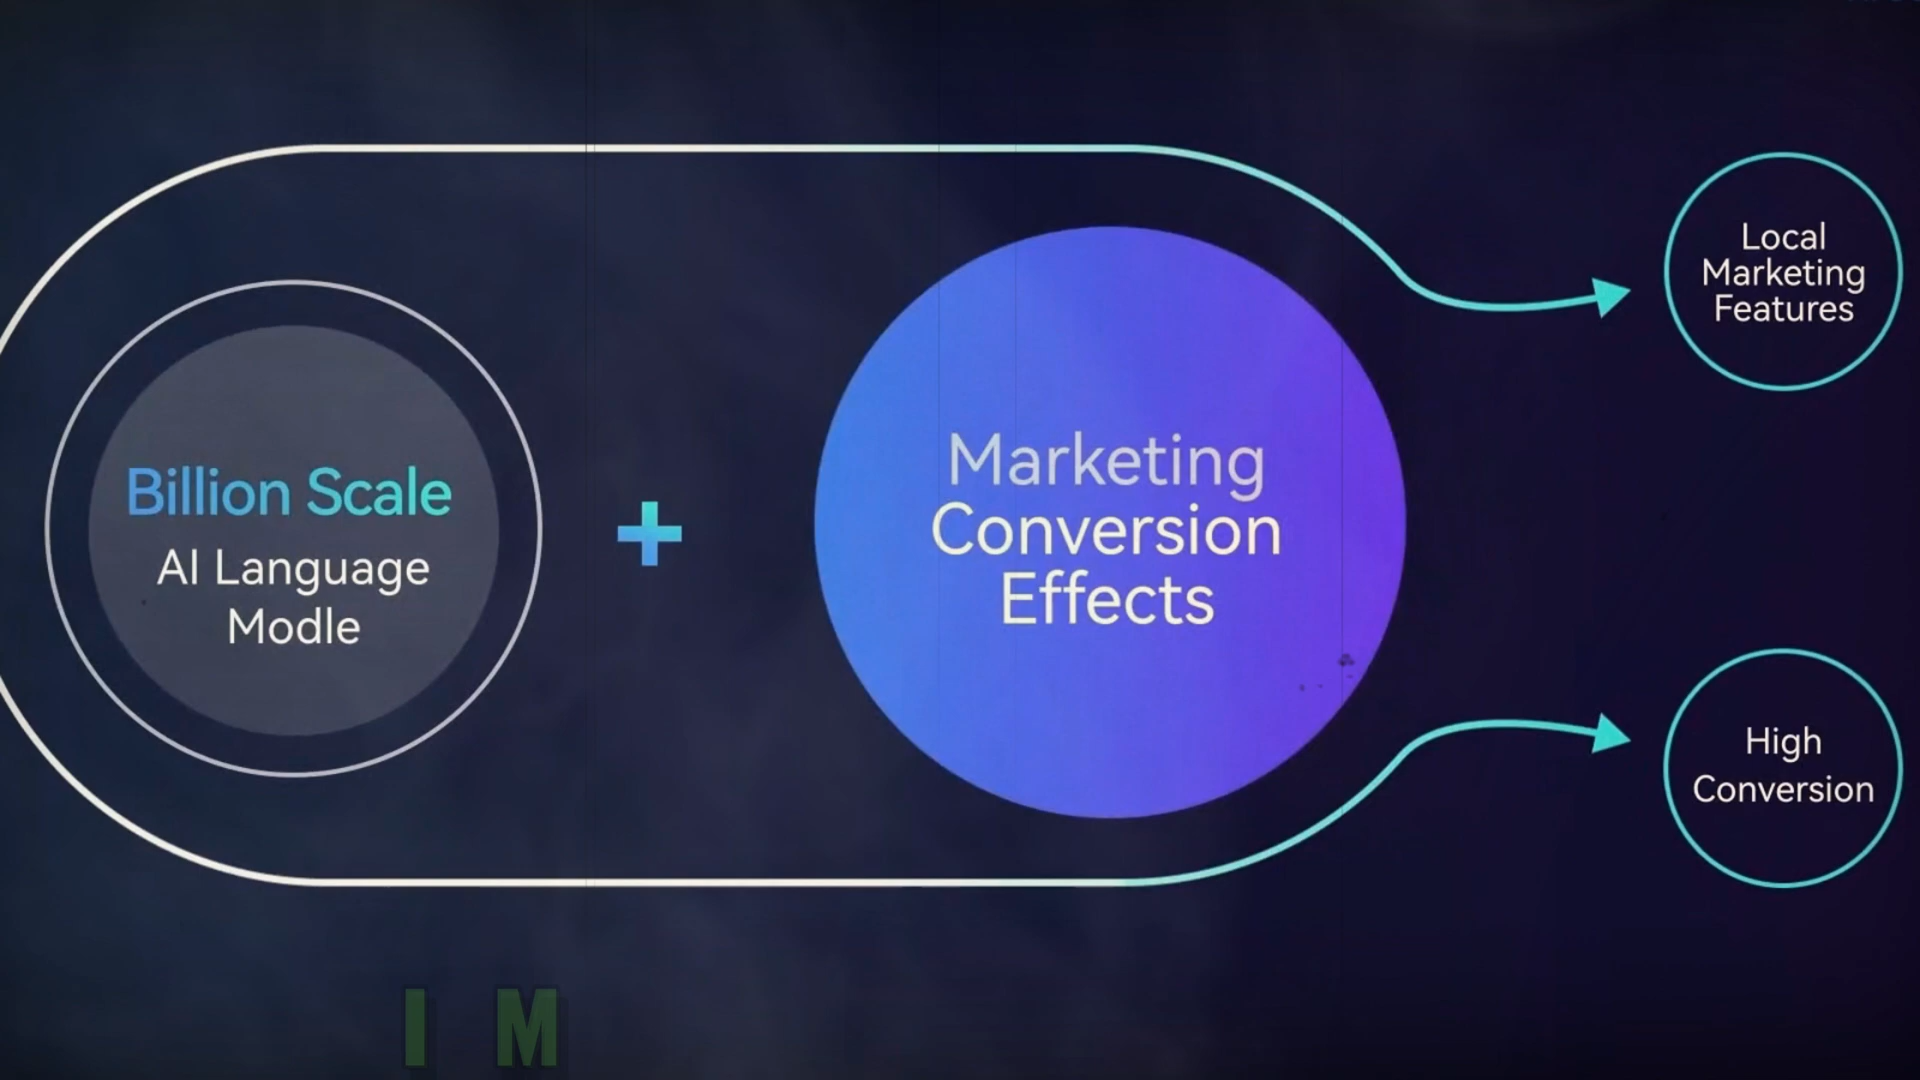 Billion Scale
AI Language
Modle
+
Marketing
Conversion
Effects
Local
Marketing
Features
High
Conversion
I M